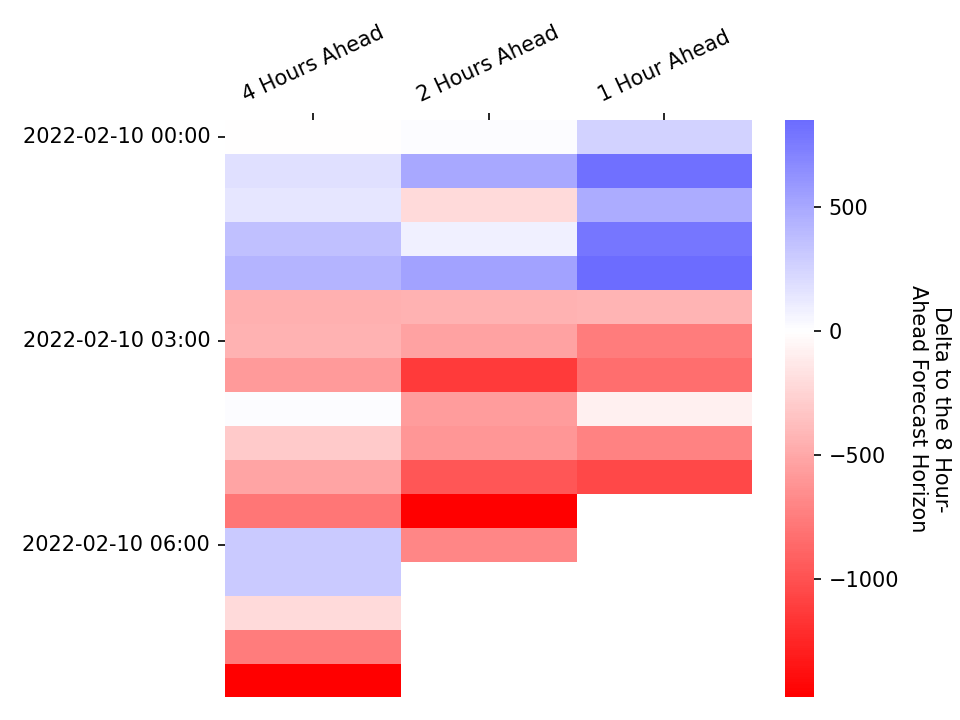 4 Hours Ahead
2 Hours Ahead
1 Hour Ahead
2022-02-10 00:00
2022-02-10 03:00
2022-02-10 06:00
500
0
−500
−1000
Delta to the 8 Hour-
Ahead Forecast Horizon